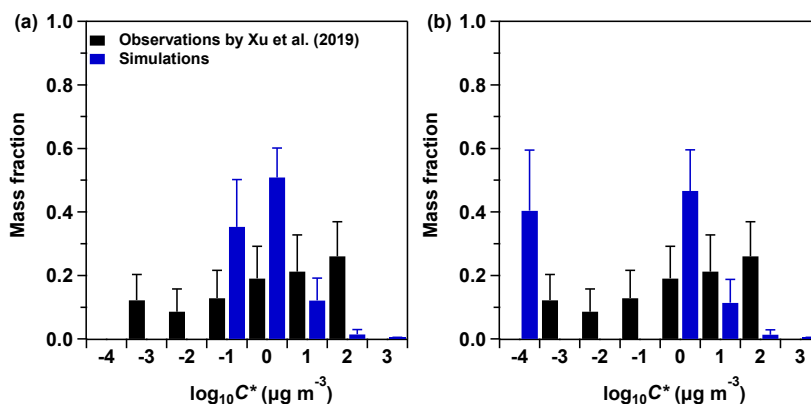 (a)
Observations by Xu et al. (2019)
Simulations
Mass fraction
1.0
0.8
0.6
0.4
0.2
0.0
-4 -3 -2 -1 0 1 2 3
log₁₀C* (µg m⁻³)
(b)
Mass fraction
1.0
0.8
0.6
0.4
0.2
0.0
-4 -3 -2 -1 0 1 2 3
log₁₀C* (µg m⁻³)